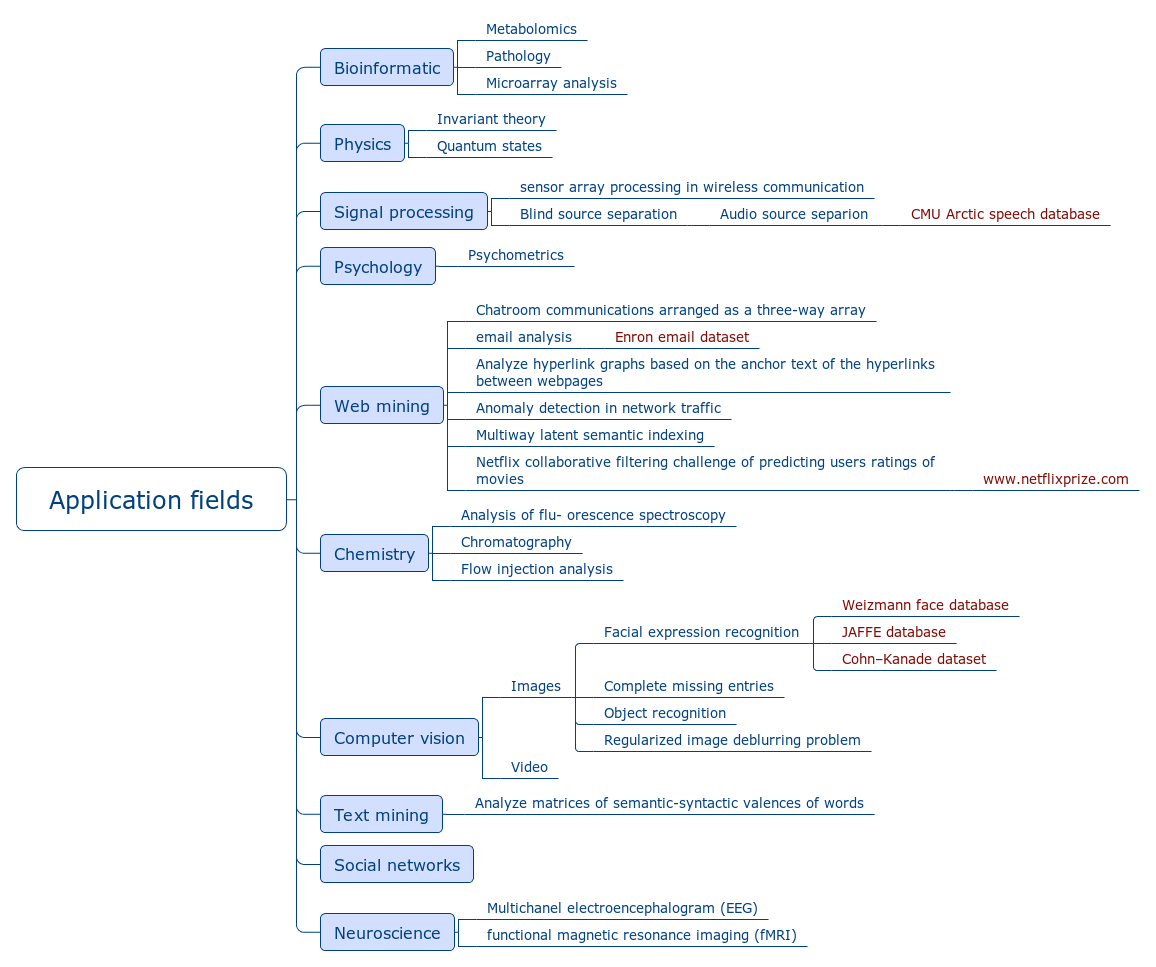 Application fields
Bioinformatic
Metabolomics
Pathology
Microarray analysis
Physics
Invariant theory
Quantum states
Signal processing
sensor array processing in wireless communication
Blind source separation
Audio source separion
CMU Arctic speech database
Psychology
Psychometrics
Web mining
Chatroom communications arranged as a three-way array
email analysis
Enron email dataset
Analyze hyperlink graphs based on the anchor text of the hyperlinks
between webpages
Anomaly detection in network traffic
Multiway latent semantic indexing
Netflix collaborative filtering challenge of predicting users ratings of
movies
www.netflixprize.com
Chemistry
Analysis of flu- orescence spectroscopy
Chromatography
Flow injection analysis
Computer vision
Images
Facial expression recognition
Weizmann face database
JAFFE database
Cohn–Kanade dataset
Complete missing entries
Object recognition
Regularized image deblurring problem
Video
Text mining
Analyze matrices of semantic-syntactic valences of words
Social networks
Neuroscience
Multichanel electroencephalogram (EEG)
functional magnetic resonance imaging (fMRI)